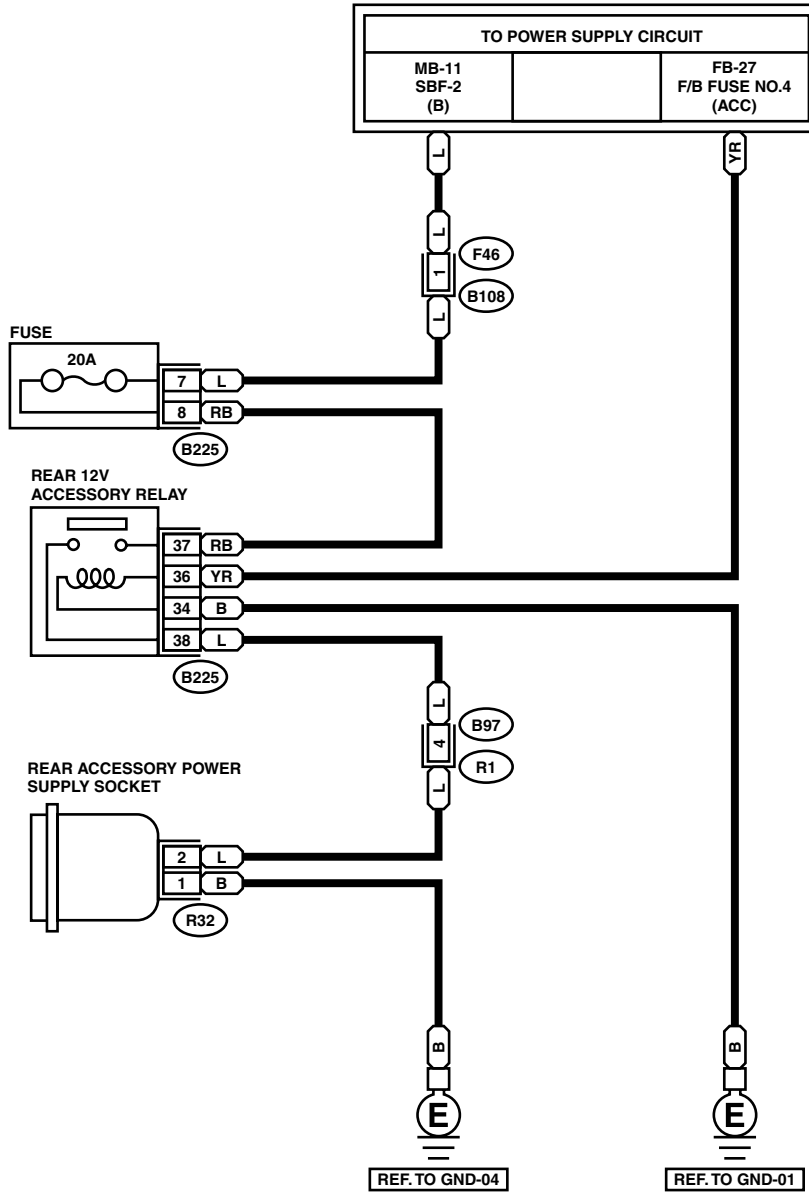 TO POWER SUPPLY CIRCUIT
MB-11
SBF-2
(B)
FB-27
F/B FUSE NO.4
(ACC)
L
YR
L
1
F46
B108
L
FUSE
20A
7 L
8 RB
B225
REAR 12V
ACCESSORY RELAY
37 RB
36 YR
34 B
38 L
B225
L
4
B97
R1
L
REAR ACCESSORY POWER
SUPPLY SOCKET
2 L
1 B
R32
B
B
E
E
REF. TO GND-04
REF. TO GND-01